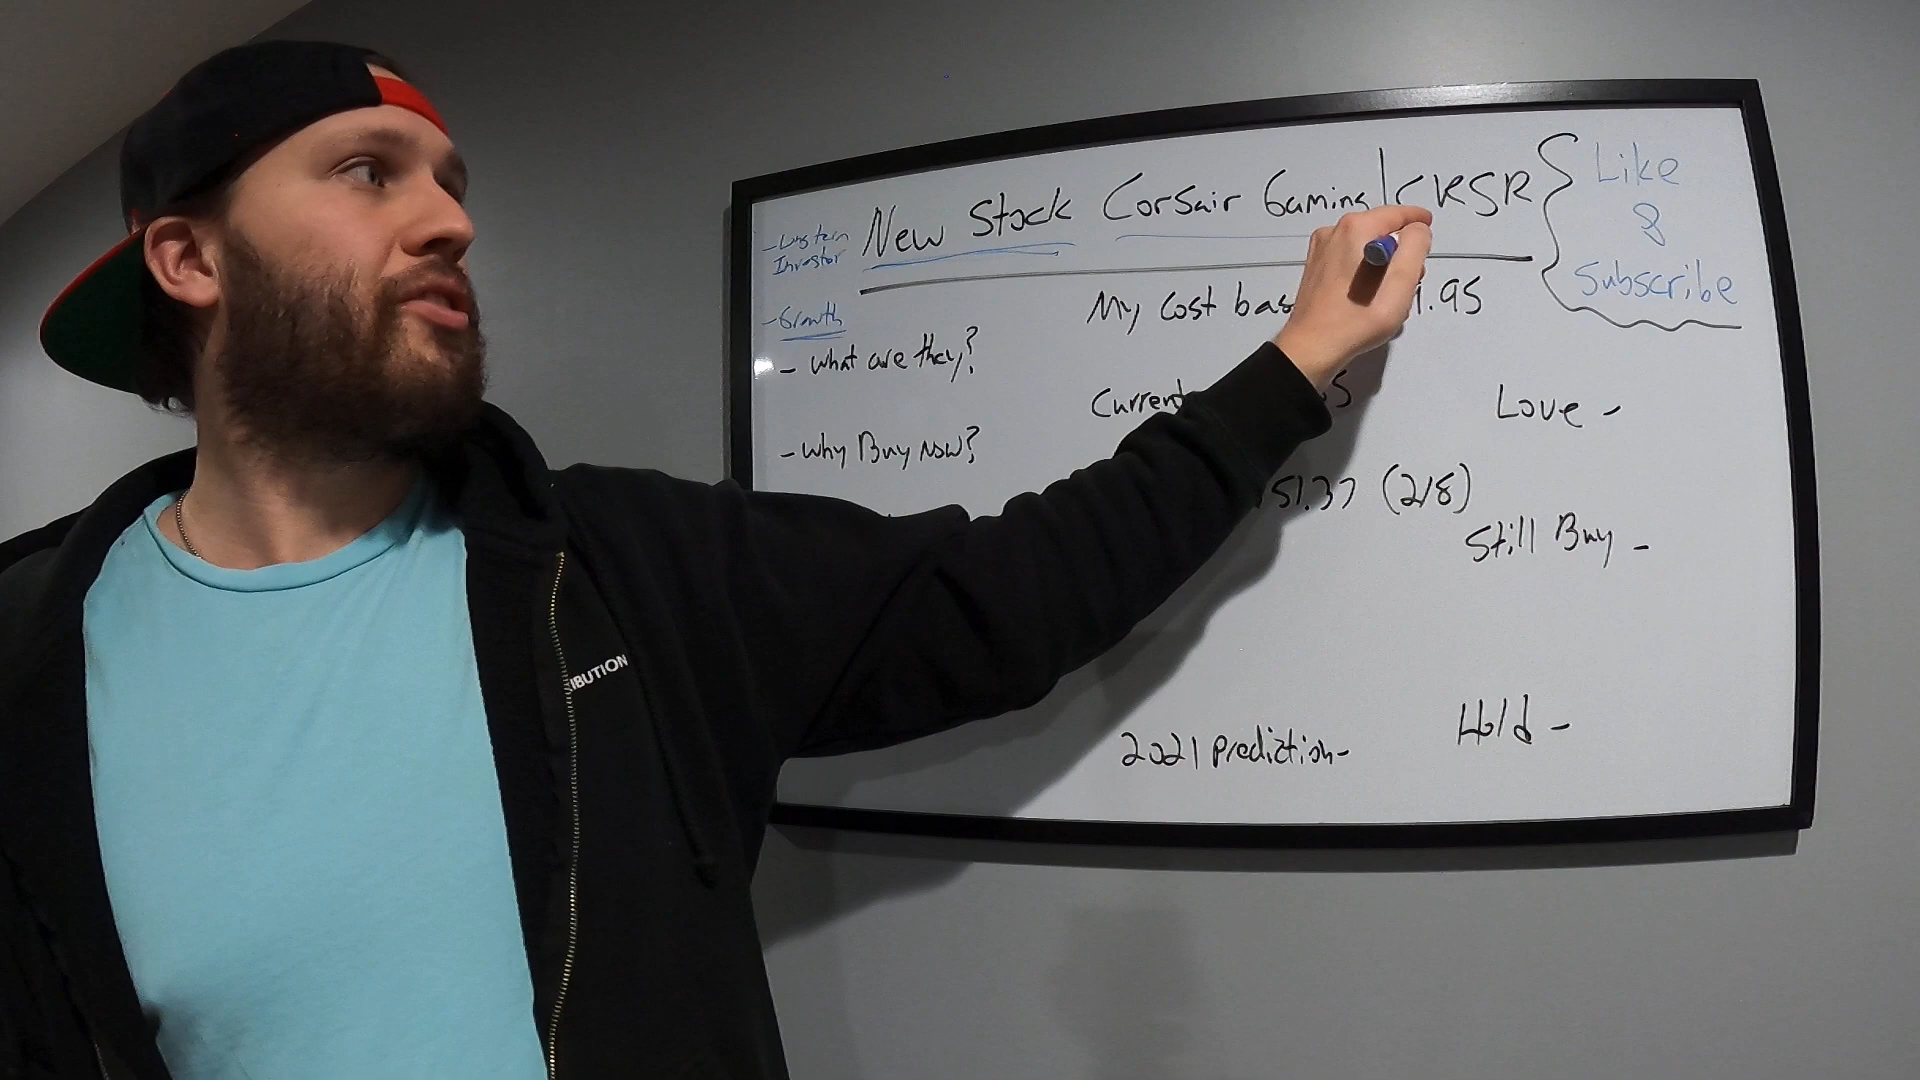 New Stock Corsair Gaming | CRSR
Like
&
Subscribe
- Long term
Investor
- Growth
- What are they?
- Why Buy Now?
My Cost bas .95
Current 5
51.37 (2/8)
2021 Prediction-
Love -
Still Buy -
Hold -
IBUTION